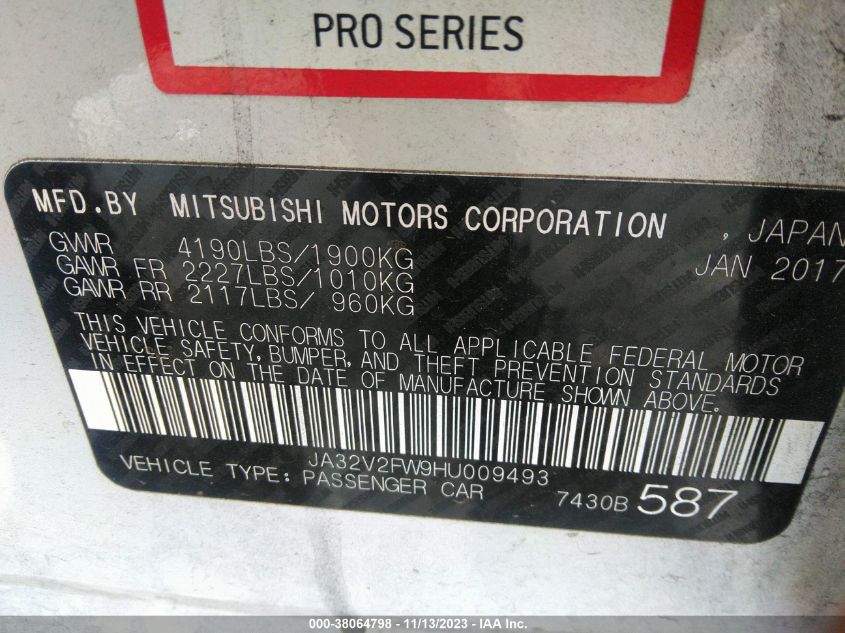 PRO SERIES
MFD.BY MITSUBISHI MOTORS CORPORATION , JAPAN
GVWR 4190LBS/1900KG JAN 2017
GAWR FR 2227LBS/1010KG
GAWR RR 2117LBS/ 960KG
THIS VEHICLE CONFORMS TO ALL APPLICABLE FEDERAL MOTOR
VEHICLE SAFETY, BUMPER, AND THEFT PREVENTION STANDARDS
IN EFFECT ON THE DATE OF MANUFACTURE SHOWN ABOVE.
JA32V2FW9HU009493
VEHICLE TYPE: PASSENGER CAR 7430B 587
000-38064798 - 11/13/2023 - IAA Inc.